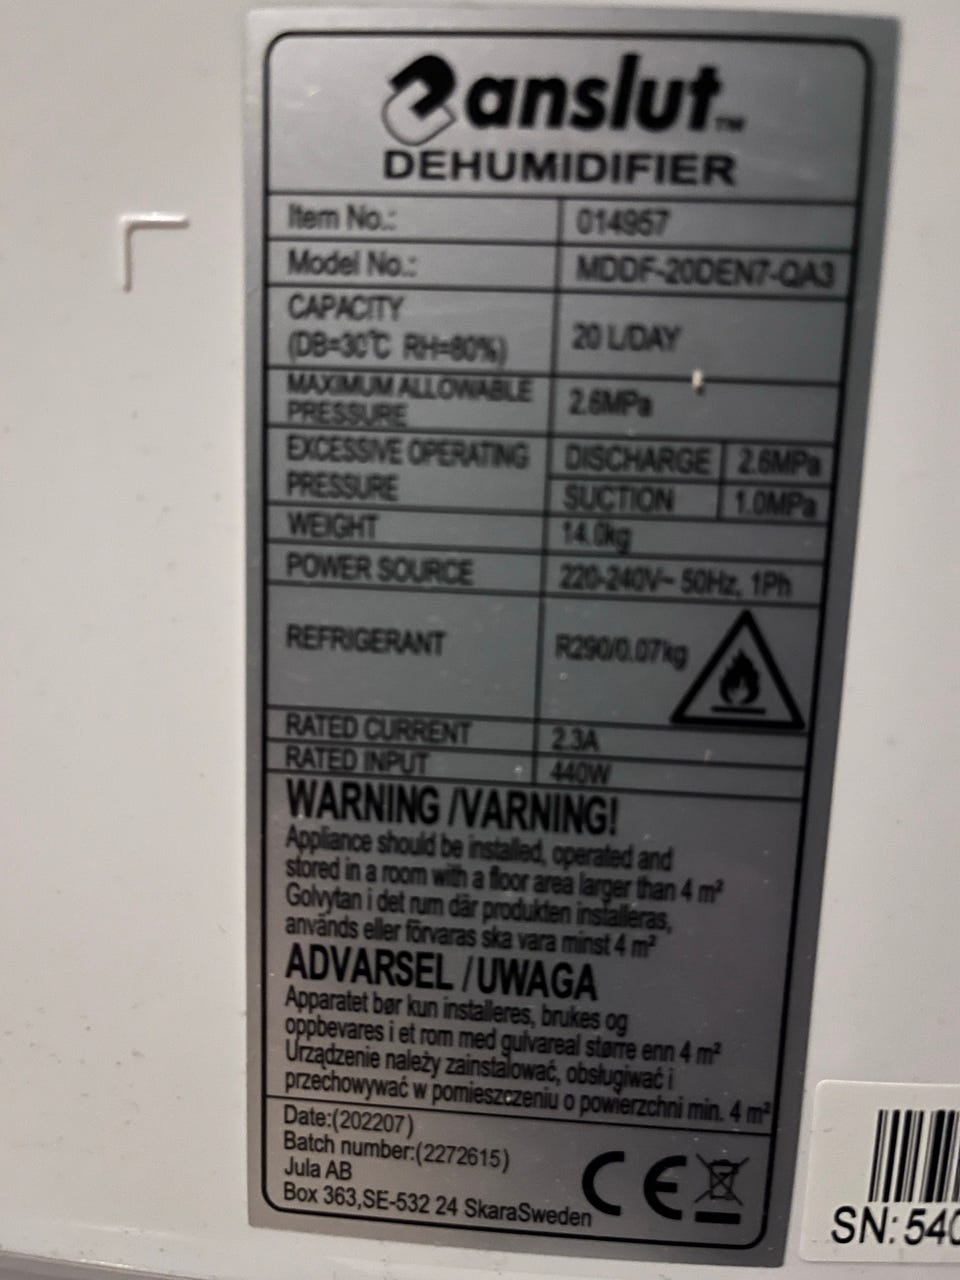 anslut™
DEHUMIDIFIER
Item No.: 014957
Model No.: MDDF-20DEN7-QA3
CAPACITY
(DB=30℃ RH=80%) 20 L/DAY
MAXIMUM ALLOWABLE
PRESSURE 2.6MPa
EXCESSIVE OPERATING
PRESSURE DISCHARGE 2.6MPa
SUCTION 1.0MPa
WEIGHT 14.0kg
POWER SOURCE 220-240V~ 50Hz, 1Ph
REFRIGERANT R290/0.07kg
RATED CURRENT 2.3A
RATED INPUT 440W
WARNING /VARNING!
Appliance should be installed, operated and
stored in a room with a floor area larger than 4 m²
Golvytan i det rum där produkten installeras,
används eller förvaras ska vara minst 4 m²
ADVARSEL /UWAGA
Apparatet bør kun installeres, brukes og
oppbevares i et rom med gulvareal større enn 4 m²
Urządzenie należy zainstalować, obsługiwać i
przechowywać w pomieszczeniu o powierzchni min. 4 m²
Date:(202207)
Batch number:(2272615)
Jula AB
Box 363,SE-532 24 SkaraSweden
CE
SN: 540